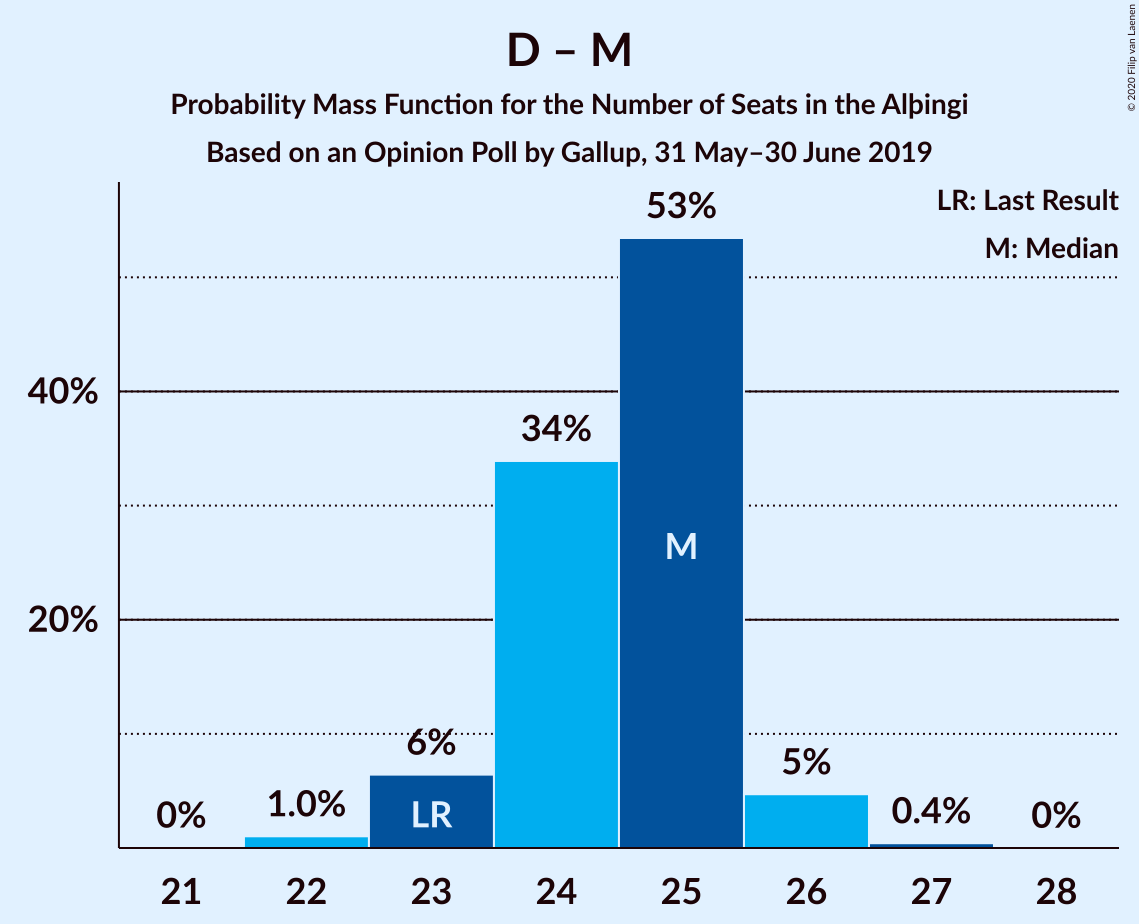 D – M
Probability Mass Function for the Number of Seats in the Alþingi
Based on an Opinion Poll by Gallup, 31 May–30 June 2019
© 2020 Filip van Laenen
LR: Last Result
M: Median
53%
40%
34%
M
20%
6%
5%
1.0%
0%
LR
0.4%
0%
21 22 23 24 25 26 27 28